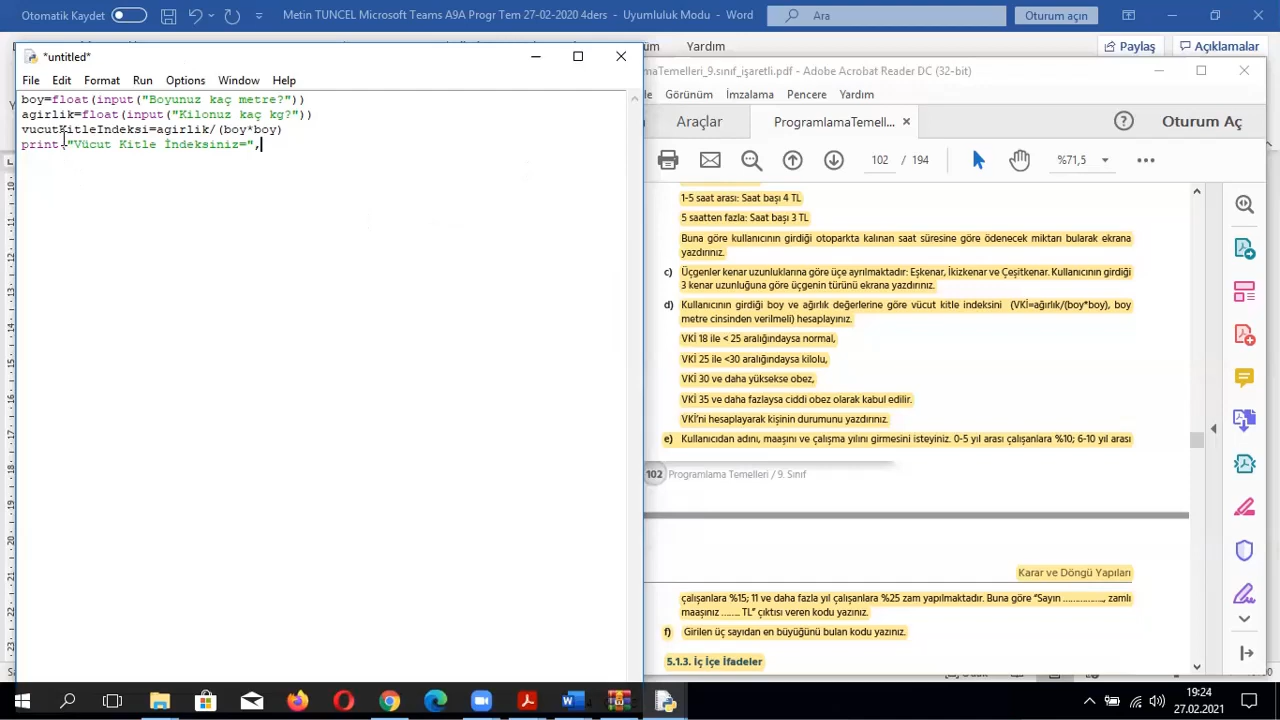 Otomatik Kaydet
Metin TUNCEL Microsoft Teams A9A Progr Tem 27-02-2020 4ders - Uyumluluk Modu - Word
Ara
Oturum açın
Yardım
Paylaş
Açıklamalar
*untitled*
File Edit Format Run Options Window Help
boy=float(input("Boyunuz kaç metre?"))
agirlik=float(input("Kilonuz kaç kg?"))
vucutKitleIndeksi=agirlik/(boy*boy)
print("Vücut Kitle İndeksiniz=",
maTemelleri_9.sınıf_işaretli.pdf - Adobe Acrobat Reader DC (32-bit)
Görünüm İmzalama Pencere Yardım
Araçlar
ProgramlamaTemell...
Oturum Aç
102 / 194
%71,5
1-5 saat arası: Saat başı 4 TL
5 saatten fazla: Saat başı 3 TL
Buna göre kullanıcının girdiği otoparkta kalınan saat süresine göre ödenecek miktarı bularak ekrana
yazdırınız.
c) Üçgenler kenar uzunluklarına göre üçe ayrılmaktadır: Eşkenar, İkizkenar ve Çeşitkenar. Kullanıcının girdiği
3 kenar uzunluğuna göre üçgenin türünü ekrana yazdırınız.
d) Kullanıcının girdiği boy ve ağırlık değerlerine göre vücut kitle indeksini (VKİ=ağırlık/(boy*boy), boy
metre cinsinden verilmeli) hesaplayınız.
VKİ 18 ile < 25 aralığındaysa normal,
VKİ 25 ile <30 aralığındaysa kilolu,
VKİ 30 ve daha yüksekse obez,
VKİ 35 ve daha fazlaysa ciddi obez olarak kabul edilir.
VKİ'ni hesaplayarak kişinin durumunu yazdırınız.
e) Kullanıcıdan adını, maaşını ve çalışma yılını girmesini isteyiniz. 0-5 yıl arası çalışanlara %10; 6-10 yıl arası
102 Programlama Temelleri / 9. Sınıf
Karar ve Döngü Yapıları
çalışanlara %15; 11 ve daha fazla yıl çalışanlara %25 zam yapılmaktadır. Buna göre “Sayın ……………., zamlı
maaşınız …….. TL” çıktısı veren kodu yazınız.
f) Girilen üç sayıdan en büyüğünü bulan kodu yazınız.
5.1.3. İç İçe İfadeler
19:24
27.02.2021